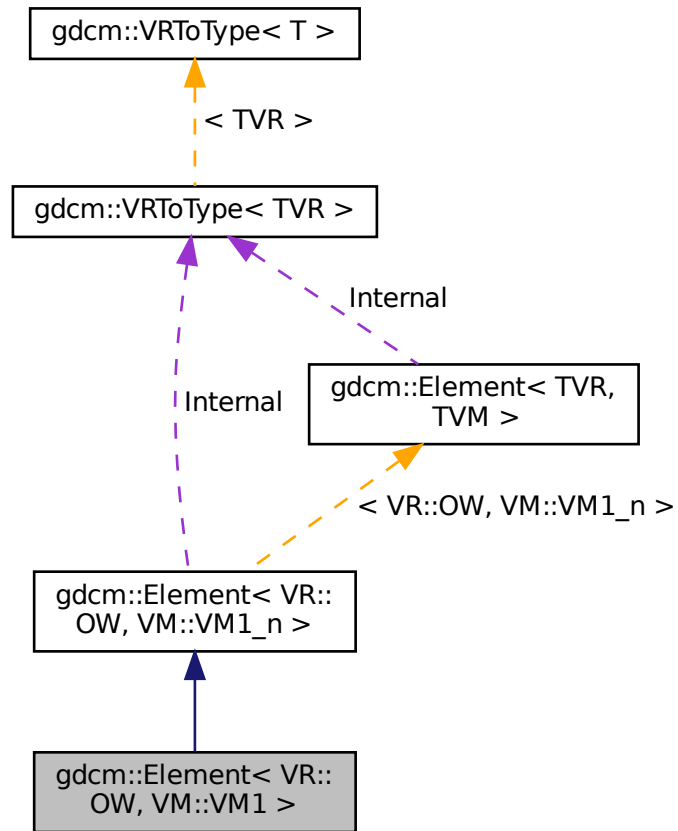 gdcm::VRToType< T >
< TVR >
gdcm::VRToType< TVR >
Internal
gdcm::Element< TVR,
TVM >
Internal
< VR::OW, VM::VM1_n >
gdcm::Element< VR::
OW, VM::VM1_n >
gdcm::Element< VR::
OW, VM::VM1 >